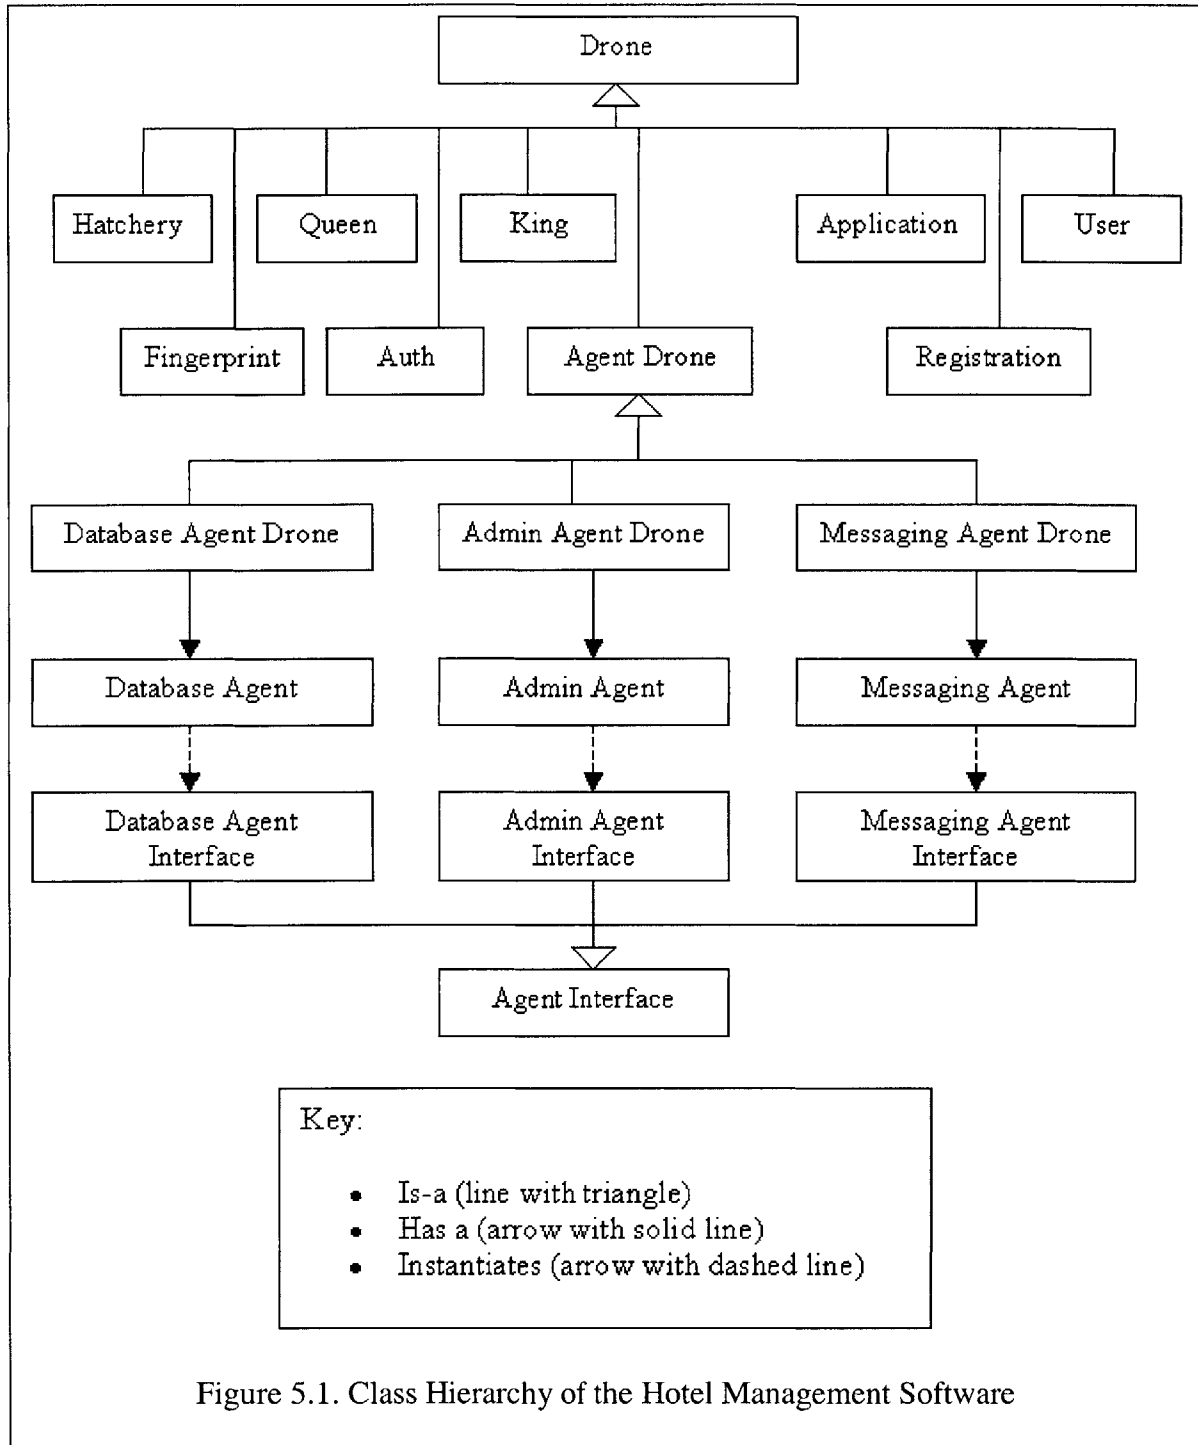 Drone
Hatchery
Queen
King
Application
User
Fingerprint
Auth
Agent Drone
Registration
Database Agent Drone
Admin Agent Drone
Messaging Agent Drone
Database Agent
Admin Agent
Messaging Agent
Database Agent
Interface
Admin Agent
Interface
Messaging Agent
Interface
Agent Interface
Key:
• Is-a (line with triangle)
• Has a (arrow with solid line)
• Instantiates (arrow with dashed line)
Figure 5.1. Class Hierarchy of the Hotel Management Software